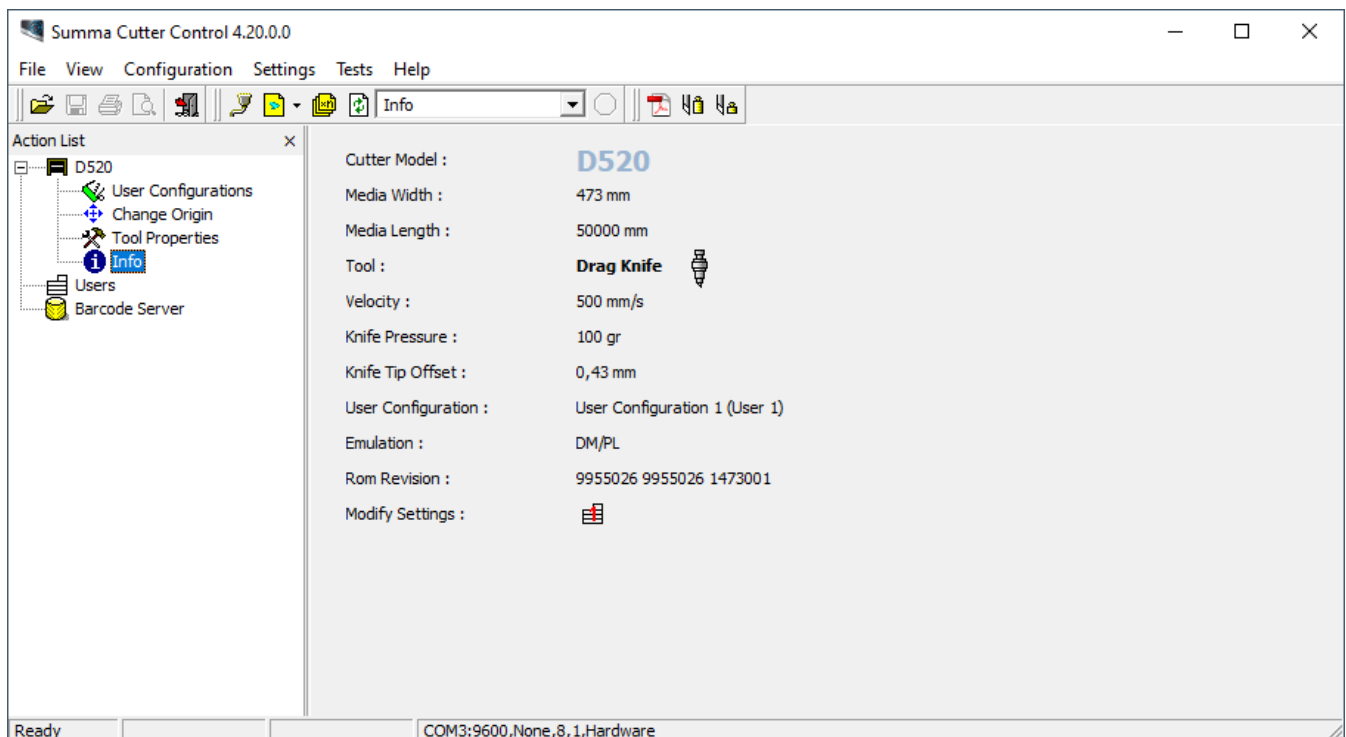 Summa Cutter Control 4.20.0.0
File View Configuration Settings Tests Help
Info
Action List
D520
User Configurations
Change Origin
Tool Properties
Info
Users
Barcode Server
Cutter Model : D520
Media Width : 473 mm
Media Length : 50000 mm
Tool : Drag Knife
Velocity : 500 mm/s
Knife Pressure : 100 gr
Knife Tip Offset : 0,43 mm
User Configuration : User Configuration 1 (User 1)
Emulation : DM/PL
Rom Revision : 9955026 9955026 1473001
Modify Settings :
Ready COM3:9600,None,8,1,Hardware